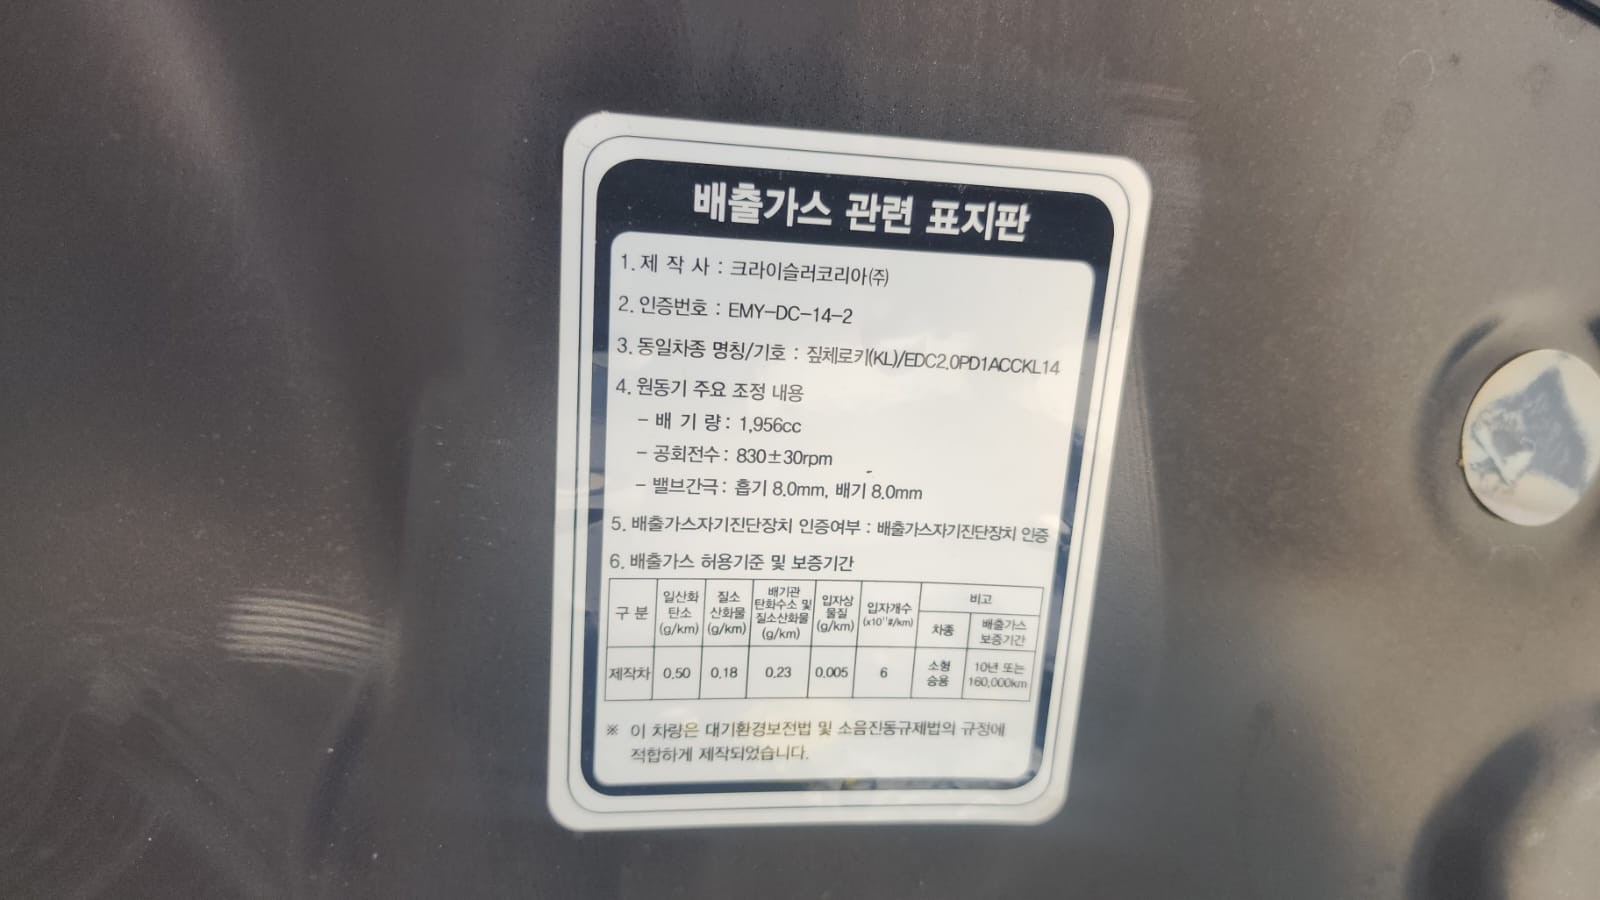 배출가스 관련 표지판
1. 제 작 사 : 크라이슬러코리아(주)
2. 인증번호 : EMY-DC-14-2
3. 동일차종 명칭/기호 : 짚체로키(KL)/EDC2.0PD1ACCKL14
4. 원동기 주요 조정 내용
- 배 기 량 : 1,956cc
- 공회전수 : 830±30rpm
- 밸브간극 : 흡기 8.0mm, 배기 8.0mm
5. 배출가스자기진단장치 인증여부 : 배출가스자기진단장치 인증
6. 배출가스 허용기준 및 보증기간
구 분 일산화탄소 (g/km) 질소산화물 (g/km) 배기관 탄화수소 및 질소산화물 (g/km) 입자상물질 (g/km) 입자개수 (x10¹¹#/km) 비고
차종 배출가스 보증기간
제작차 0.50 0.18 0.23 0.005 6 소형승용 10년 또는 160,000km
※ 이 차량은 대기환경보전법 및 소음진동규제법의 규정에
적합하게 제작되었습니다.